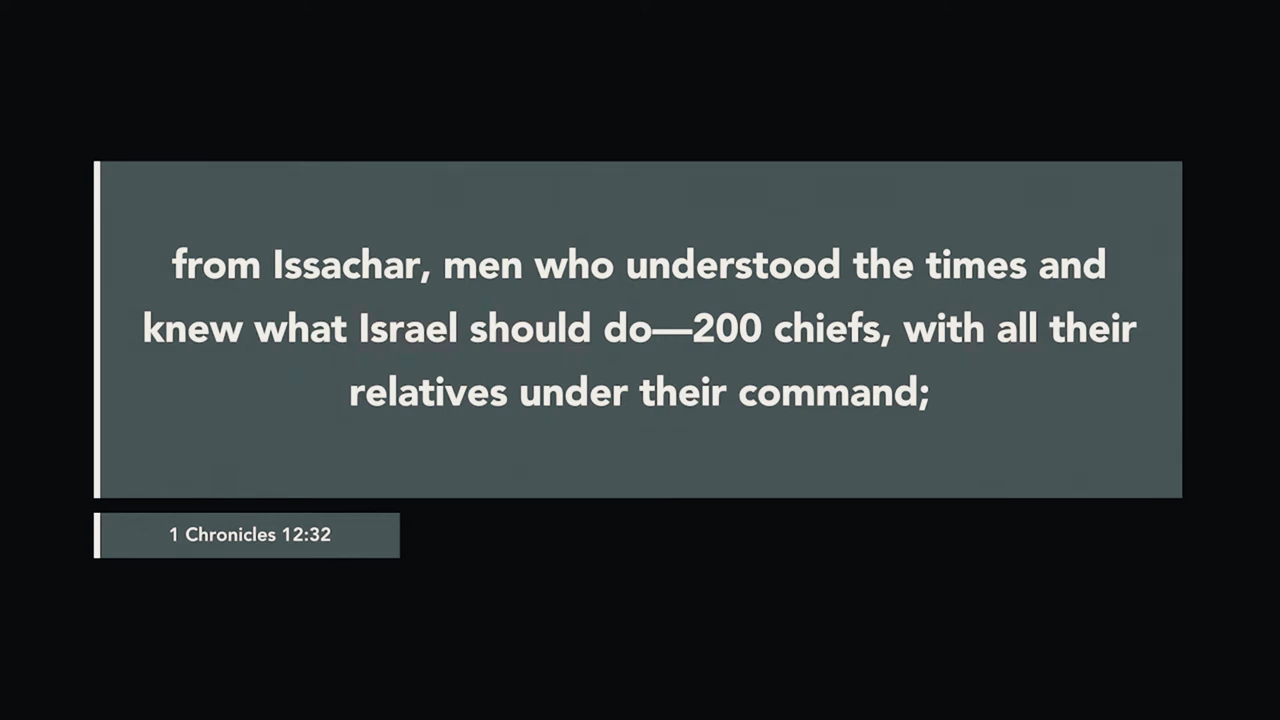 from Issachar, men who understood the times and
knew what Israel should do—200 chiefs, with all their
relatives under their command;
1 Chronicles 12:32